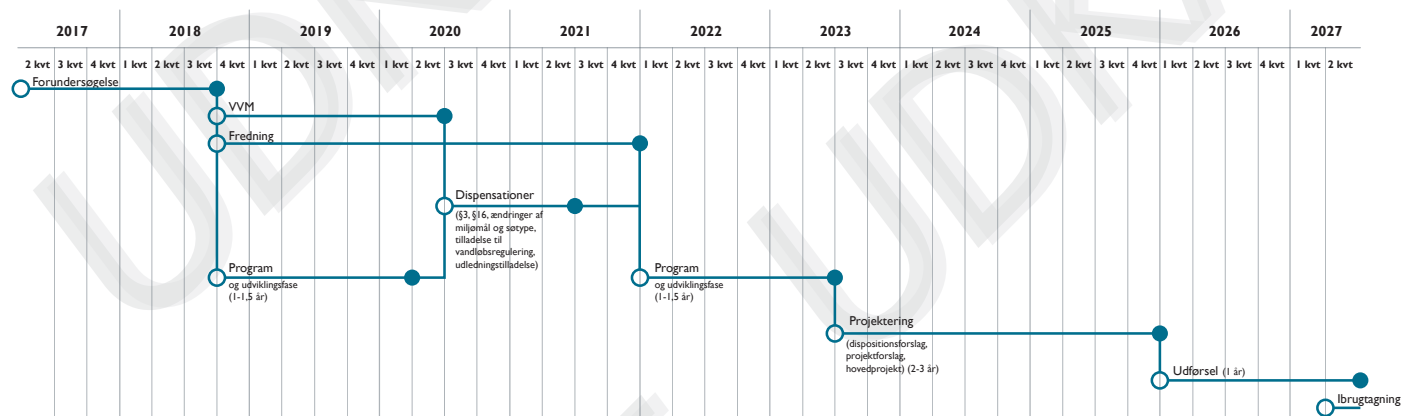 2017 2018 2019 2020 2021 2022 2023 2024 2025 2026 2027
2 kvt 3 kvt 4 kvt 1 kvt 2 kvt 3 kvt 4 kvt 1 kvt 2 kvt 3 kvt 4 kvt 1 kvt 2 kvt 3 kvt 4 kvt 1 kvt 2 kvt 3 kvt 4 kvt 1 kvt 2 kvt 3 kvt 4 kvt 1 kvt 2 kvt 3 kvt 4 kvt 1 kvt 2 kvt 3 kvt 4 kvt 1 kvt 2 kvt 3 kvt 4 kvt 1 kvt 2 kvt 3 kvt 4 kvt 1 kvt 2 kvt
Forundersøgelse
VVM
Fredning
Dispensationer
(§3, §16, ændringer af
miljømål og søtype,
tilladelse til
vandløbsregulering,
udledningstilladelse)
Program
og udviklingsfase
(1-1,5 år)
Program
og udviklingsfase
(1-1,5 år)
Projektering
(dispositionsforslag,
projektforslag,
hovedprojekt) (2-3 år)
Udførsel (1 år)
Ibrugtagning